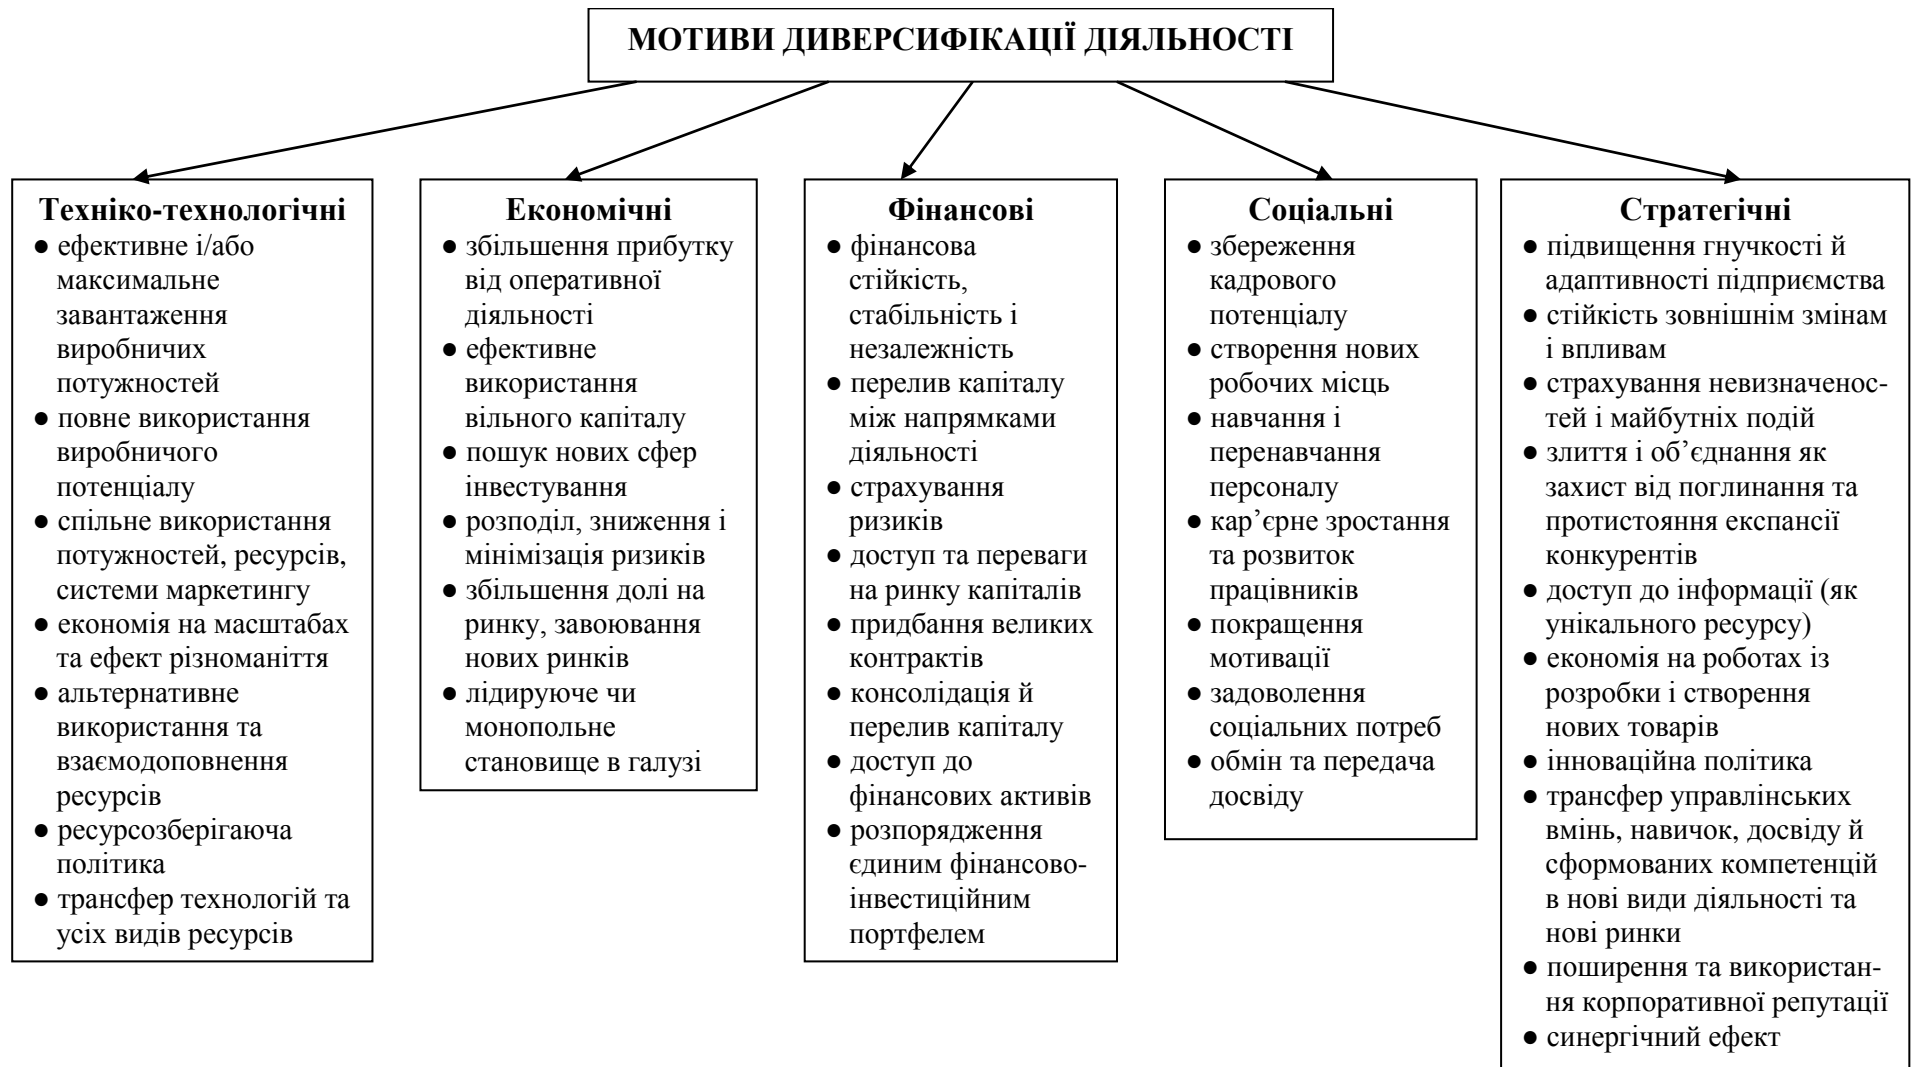 МОТИВИ ДИВЕРСИФІКАЦІЇ ДІЯЛЬНОСТІ
Техніко-технологічні
● ефективне і/або
максимальне
завантаження
виробничих
потужностей
● повне використання
виробничого
потенціалу
● спільне використання
потужностей, ресурсів,
системи маркетингу
● економія на масштабах
та ефект різноманіття
● альтернативне
використання та
взаємодоповнення
ресурсів
● ресурсозберігаюча
політика
● трансфер технологій та
усіх видів ресурсів
Економічні
● збільшення прибутку
від оперативної
діяльності
● ефективне
використання
вільного капіталу
● пошук нових сфер
інвестування
● розподіл, зниження і
мінімізація ризиків
● збільшення долі на
ринку, завоювання
нових ринків
● лідируюче чи
монопольне
становище в галузі
Фінансові
● фінансова
стійкість,
стабільність і
незалежність
● перелив капіталу
між напрямками
діяльності
● страхування
ризиків
● доступ та переваги
на ринку капіталів
● придбання великих
контрактів
● консолідація й
перелив капіталу
● доступ до
фінансових активів
● розпорядження
єдиним фінансово-
інвестиційним
портфелем
Соціальні
● збереження
кадрового
потенціалу
● створення нових
робочих місць
● навчання і
перенавчання
персоналу
● кар’єрне зростання
та розвиток
працівників
● покращення
мотивації
● задоволення
соціальних потреб
● обмін та передача
досвіду
Стратегічні
● підвищення гнучкості й
адаптивності підприємства
● стійкість зовнішнім змінам
і впливам
● страхування невизначенос-
тей і майбутніх подій
● злиття і об’єднання як
захист від поглинання та
протистояння експансії
конкурентів
● доступ до інформації (як
унікального ресурсу)
● економія на роботах із
розробки і створення
нових товарів
● інноваційна політика
● трансфер управлінських
вмінь, навичок, досвіду й
сформованих компетенцій
в нові види діяльності та
нові ринки
● поширення та використан-
ня корпоративної репутації
● синергічний ефект